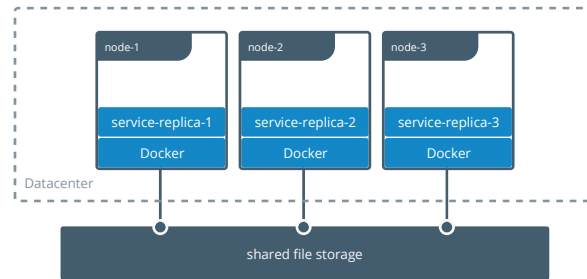 node-1
node-2
node-3
service-replica-1
service-replica-2
service-replica-3
Docker
Docker
Docker
Datacenter
shared file storage